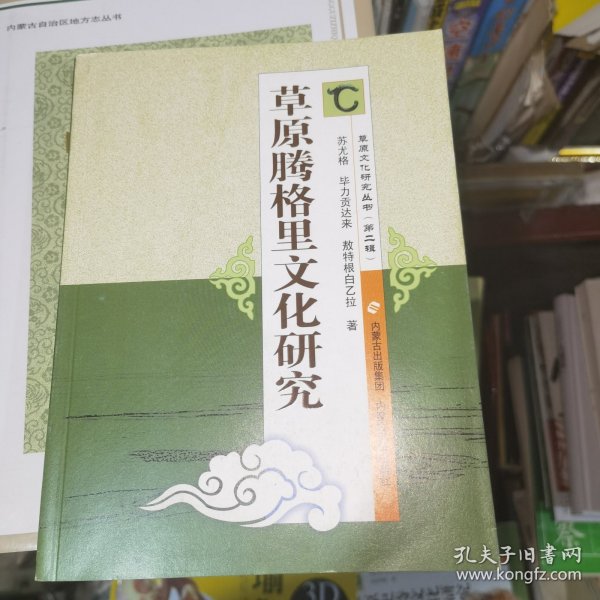 内蒙古自治区地方志丛书
草原腾格里文化研究
草原文化研究丛书（第二辑）
苏尤格 毕力贡达来 敖特根白乙拉 著
内蒙古出版集团
3D
孔夫子旧书网
www.kongfz.com